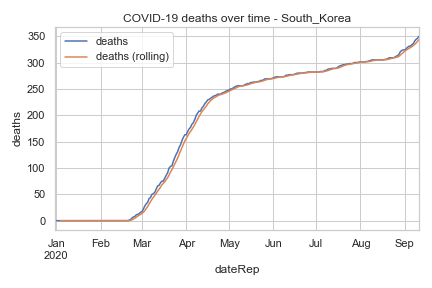 COVID-19 deaths over time - South_Korea
deaths
deaths (rolling)
deaths
350
300
250
200
150
100
50
0
Jan Feb Mar Apr May Jun Jul Aug Sep
2020
dateRep